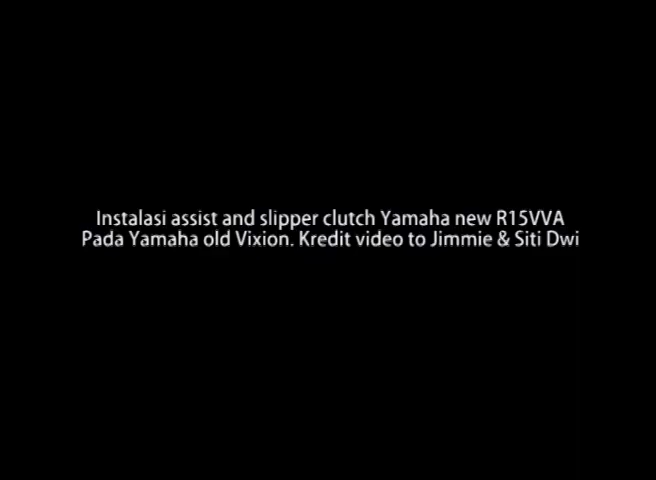 Instalasi assist and slipper clutch Yamaha new R15VVA
Pada Yamaha old Vixion. Kredit video to Jimmie & Siti Dwi